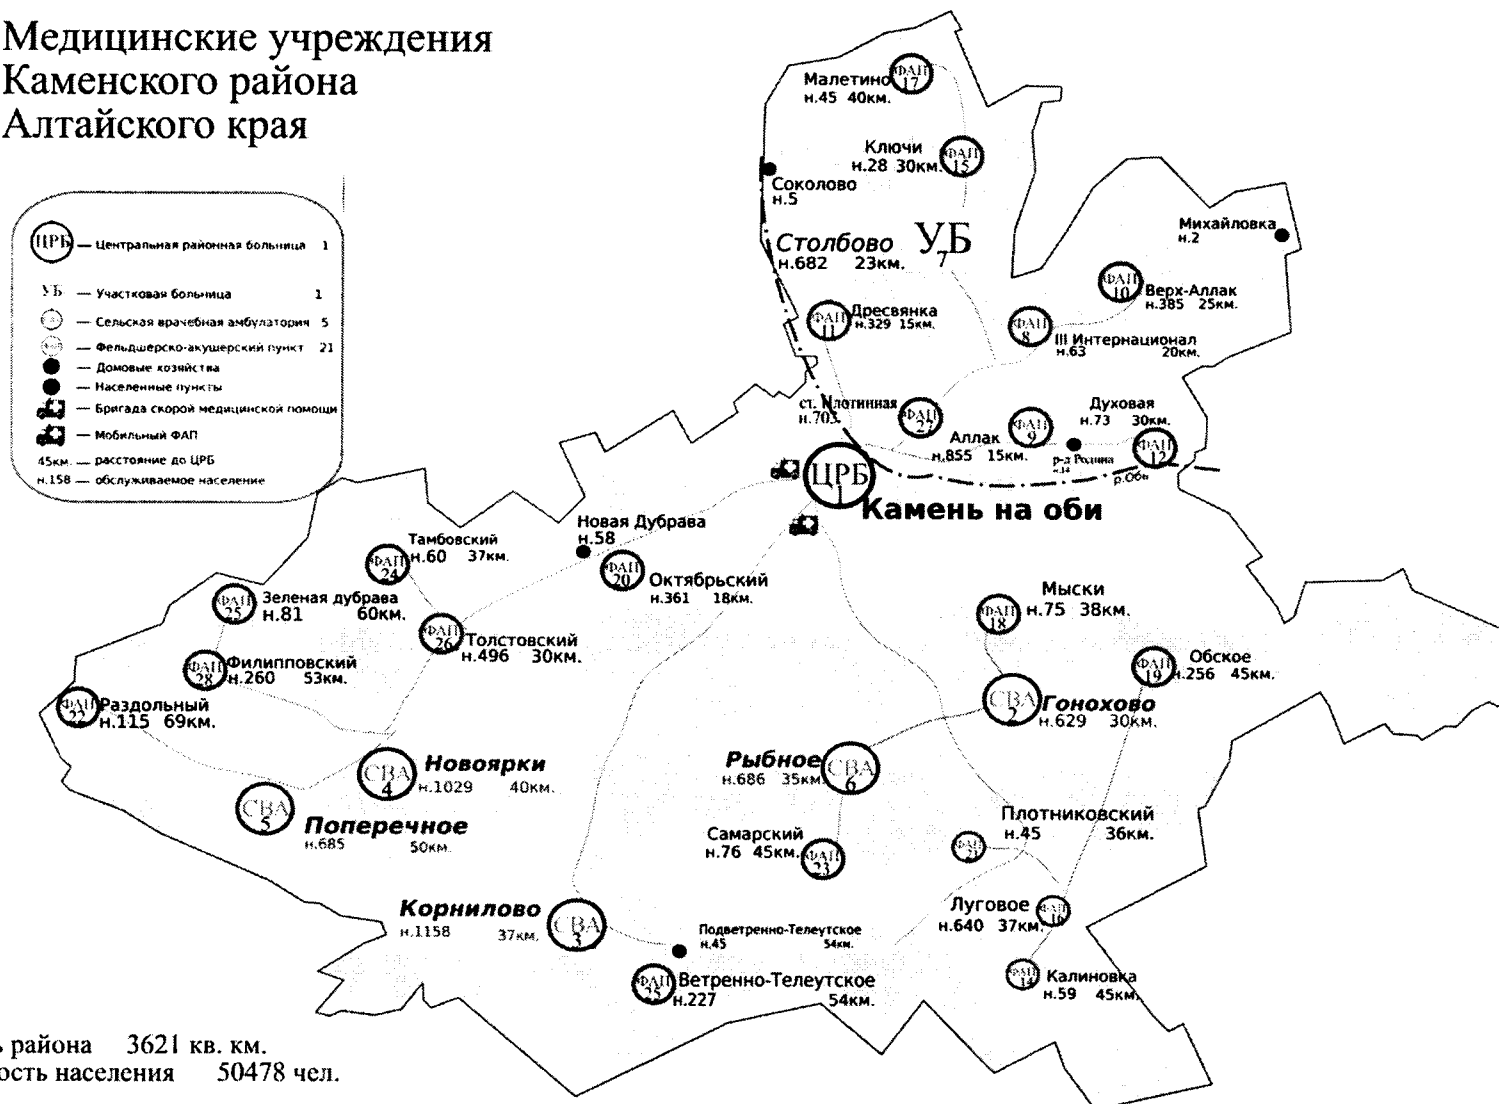 Медицинские учреждения
Каменского района
Алтайского края
ЦРБ — Центральная районная больница 1
УБ — Участковая больница 1
— Сельская врачебная амбулатория 5
— Фельдшерско-акушерский пункт 21
— Домовые хозяйства
— Населенные пункты
— Бригада скорой медицинской помощи
— Мобильный ФАП
45км. — расстояние до ЦРБ
н.158 — обслуживаемое население
Малетино
н.45 40км.
ФАП
17
Ключи
н.28 30км.
ФАП
15
Соколово
н.5
Столбово
н.682 23км.
УБ
7
Михайловка
н.2
ФАП
10
Верх-Аллак
н.385 25км.
ФАП
11
Дресвянка
н.329 15км.
ФАП
8
III Интернационал
н.63 20км.
ст. Плотинная
н.703
ФАП
27
Аллак
н.855 15км.
ФАП
9
Духовая
н.73 30км.
ФАП
12
р-д Родина
н.14
р.Обь
ЦРБ
1
Камень на оби
Новая Дубрава
н.58
Тамбовский
н.60 37км.
ФАП
24
ФАП
20
Октябрьский
н.361 18км.
ФАП
25
Зеленая дубрава
н.81 60км.
ФАП
26
Толстовский
н.496 30км.
Мыски
н.75 38км.
ФАП
18
ФАП
28
Филипповский
н.260 53км.
Обское
н.256 45км.
ФАП
19
ФАП
22
Раздольный
н.115 69км.
СВА
2
Гонохово
н.629 30км.
СВА
4
Новоярки
н.1029 40км.
Рыбное
н.686 35км.
СВА
6
СВА
5
Поперечное
н.685 50км.
Самарский
н.76 45км.
ФАП
23
Плотниковский
н.45 36км.
ФАП
21
Корнилово
н.1158 37км.
СВА
3
Луговое
н.640 37км.
ФАП
16
Подветренно-Телеутское
н.45 54км.
ФАП
25
Ветренно-Телеутское
н.227 54км.
ФАП
14
Калиновка
н.59 45км.
ь района 3621 кв. км.
ость населения 50478 чел.